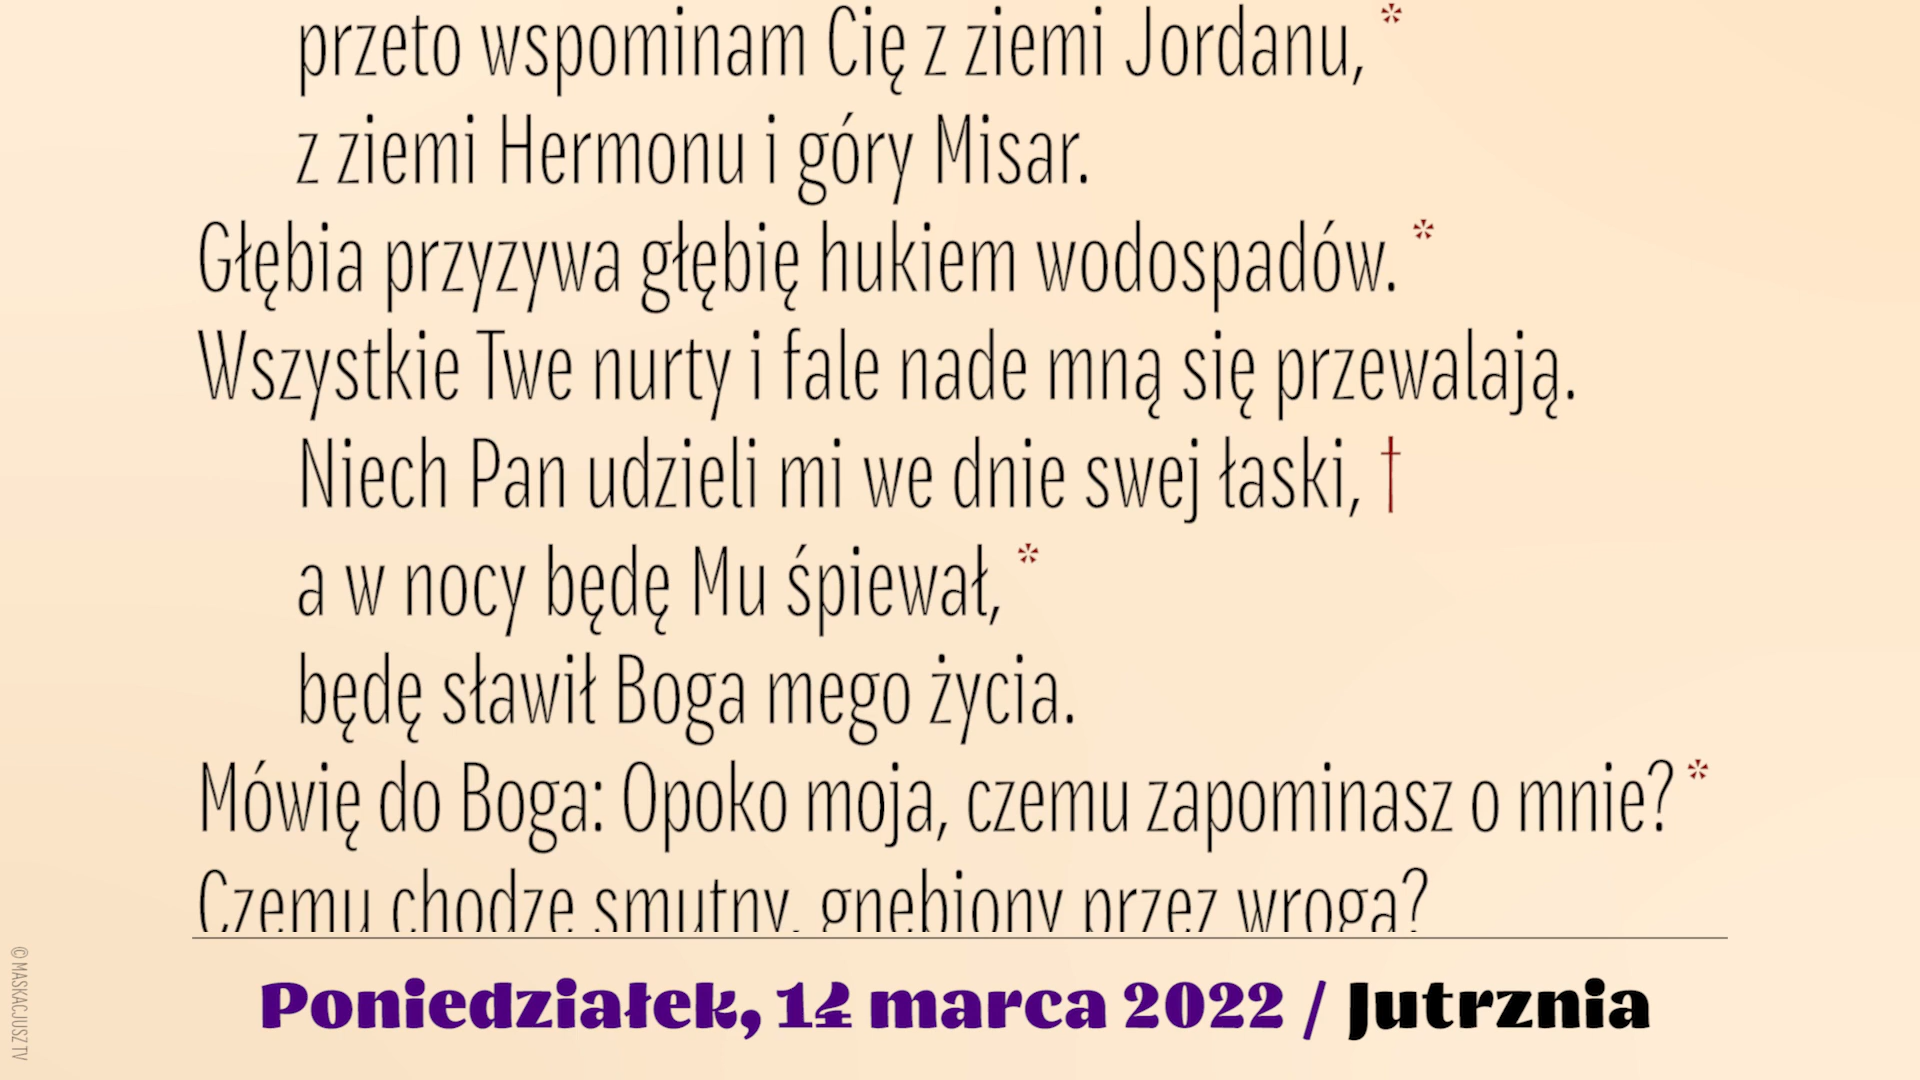 przeto wspominam Cię z ziemi Jordanu, *
z ziemi Hermonu i góry Misar.
Głębia przyzywa głębię hukiem wodospadów. *
Wszystkie Twe nurty i fale nade mną się przewalają.
Niech Pan udzieli mi we dnie swej łaski, †
a w nocy będę Mu śpiewał, *
będę sławił Boga mego życia.
Mówię do Boga: Opoko moja, czemu zapominasz o mnie? *
Czemu chodzę smutny, gnębiony przez wroga?
Poniedziałek, 14 marca 2022 / Jutrznia
© MASKACJUSZ TV